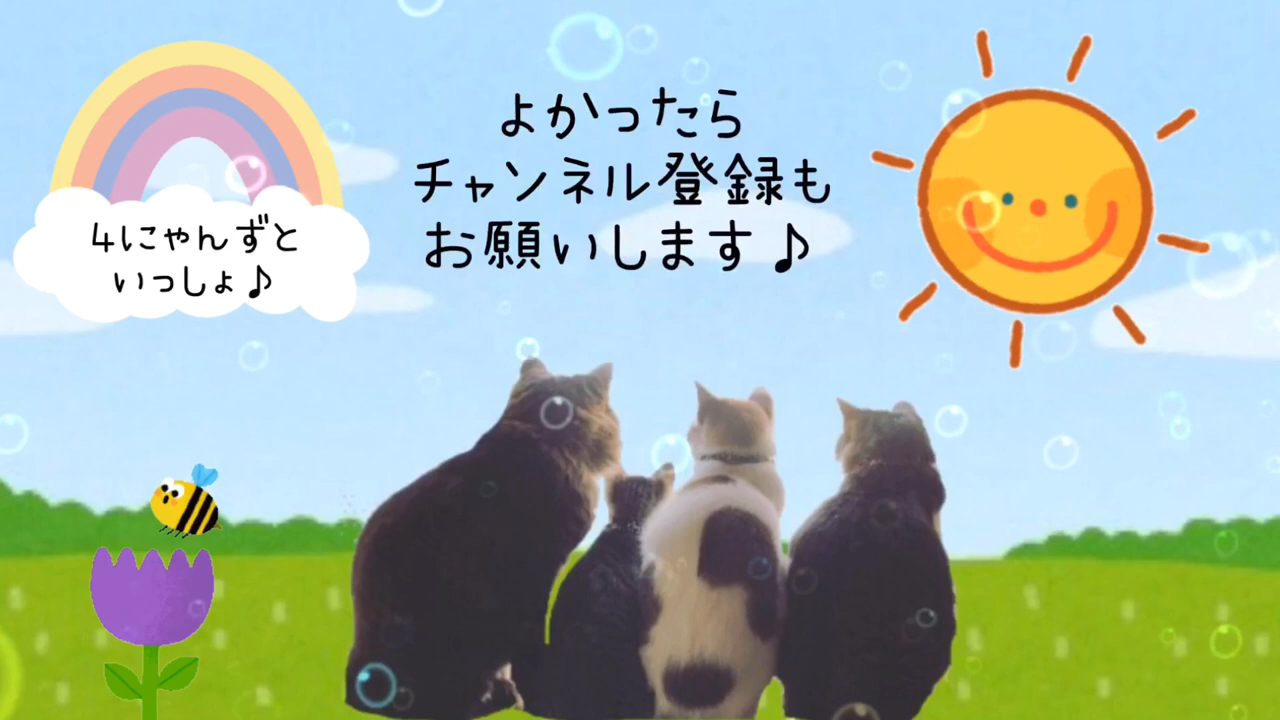 よかったら
チャンネル登録も
お願いします♪
4にゃんずと
いっしょ♪